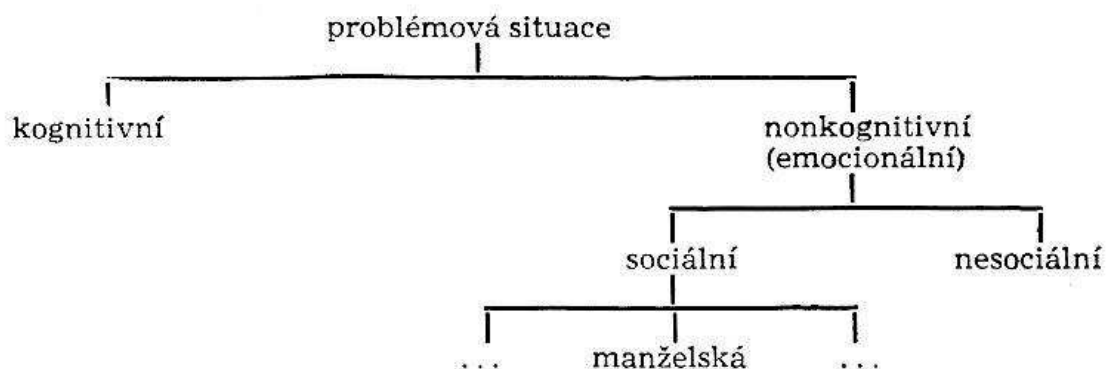 problémová situace
kognitivní
nonkognitivní
(emocionální)
sociální
nesociální
... manželská ...